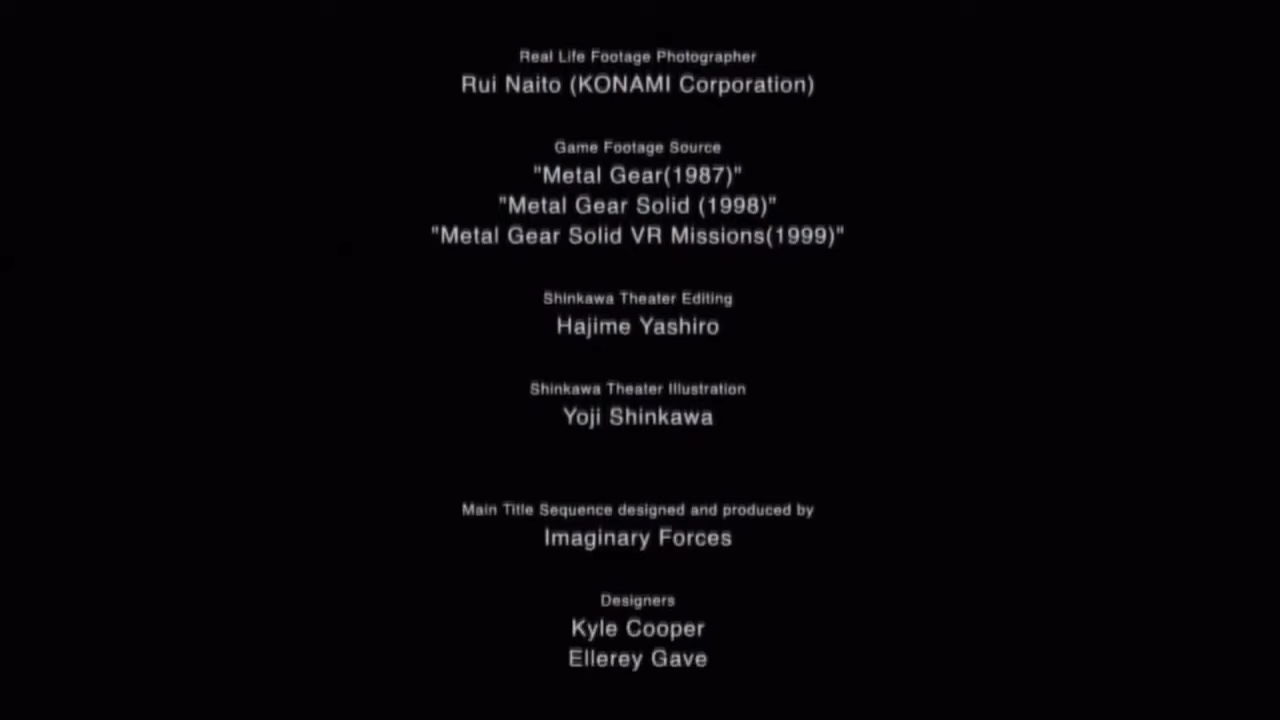 Real Life Footage Photographer
Rui Naito (KONAMI Corporation)
Game Footage Source
"Metal Gear(1987)"
"Metal Gear Solid (1998)"
"Metal Gear Solid VR Missions(1999)"
Shinkawa Theater Editing
Hajime Yashiro
Shinkawa Theater Illustration
Yoji Shinkawa
Main Title Sequence designed and produced by
Imaginary Forces
Designers
Kyle Cooper
Ellerey Gave